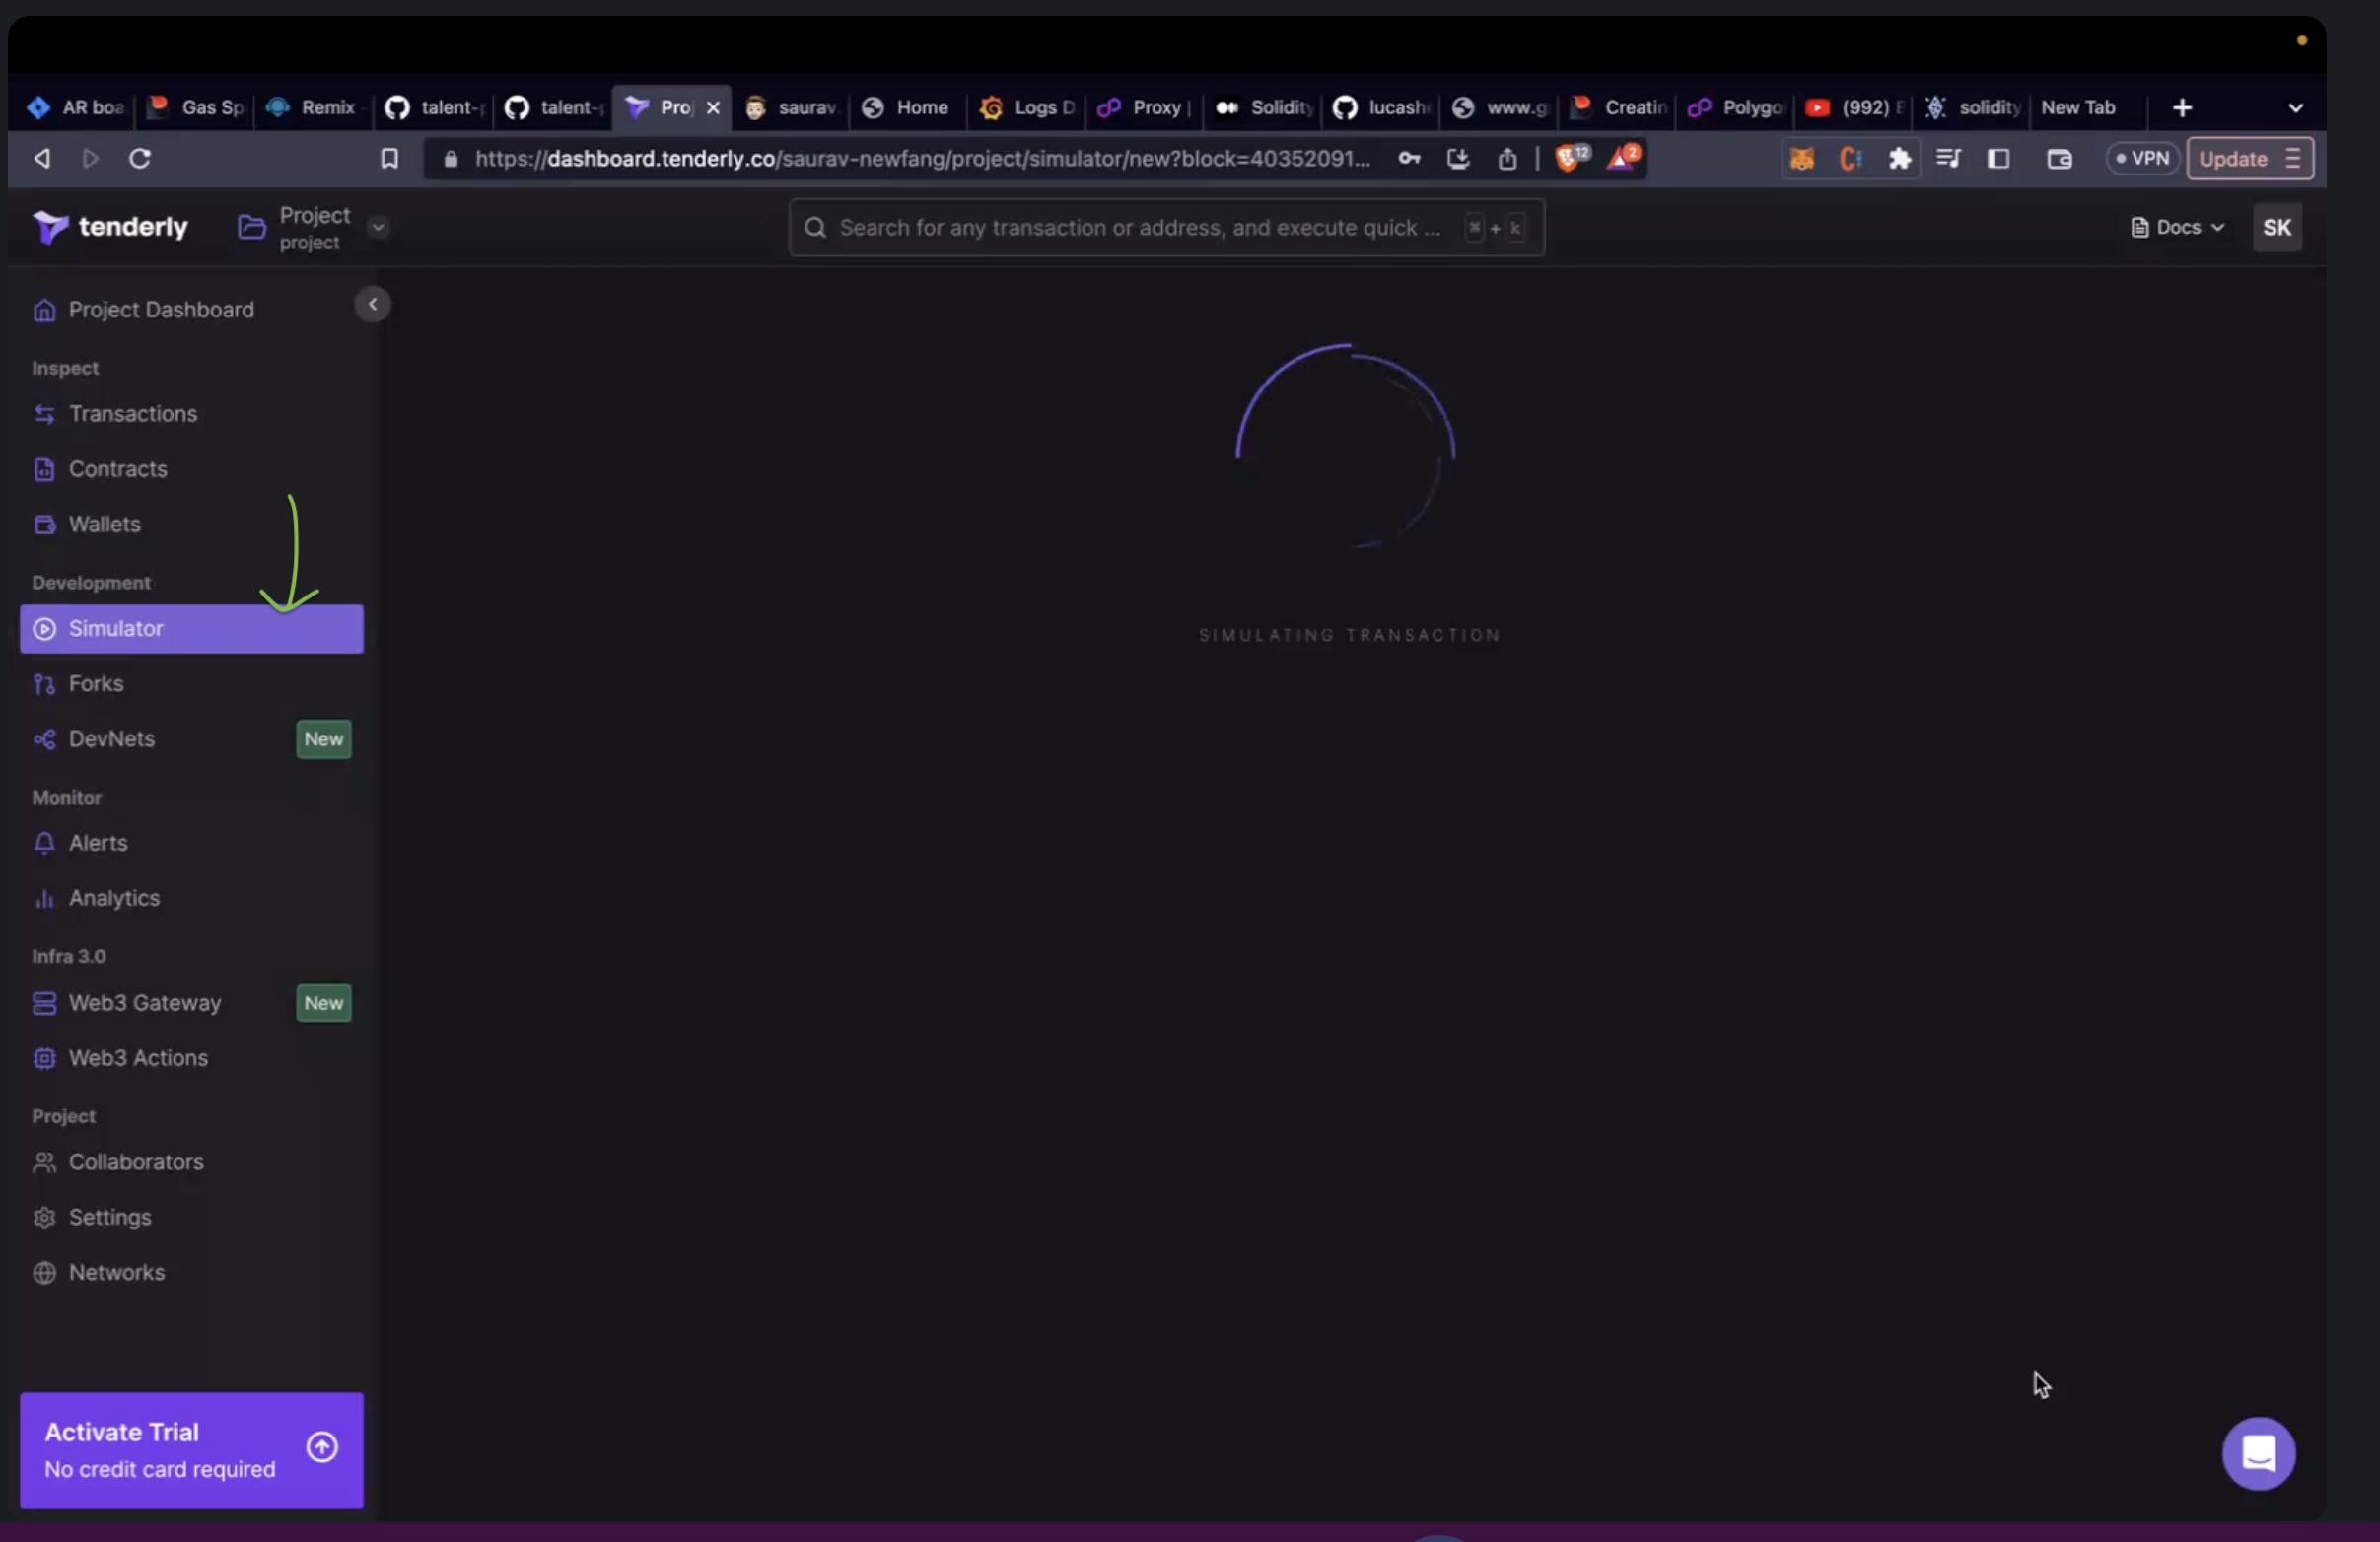 AR boa Gas Sp Remix talent-p talent-p Proj saurav. Home Logs D Proxy | Solidity lucash www.g Creatin Polygo (992) E solidity New Tab
https://dashboard.tenderly.co/saurav-newfang/project/simulator/new?block=40352091... 12 2 VPN Update
tenderly Project
project
Search for any transaction or address, and execute quick ... ⌘ + k
Docs SK
Project Dashboard
Inspect
Transactions
Contracts
Wallets
Development
Simulator
Forks
DevNets New
Monitor
Alerts
Analytics
Infra 3.0
Web3 Gateway New
Web3 Actions
Project
Collaborators
Settings
Networks
Activate Trial
No credit card required
SIMULATING TRANSACTION